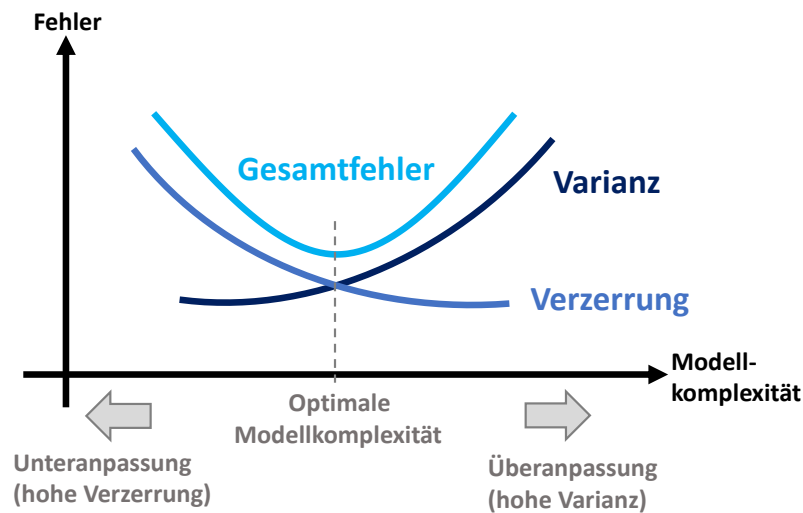 Fehler
Gesamtfehler
Varianz
Verzerrung
Modell-
komplexität
Optimale
Modellkomplexität
Unteranpassung
(hohe Verzerrung)
Überanpassung
(hohe Varianz)